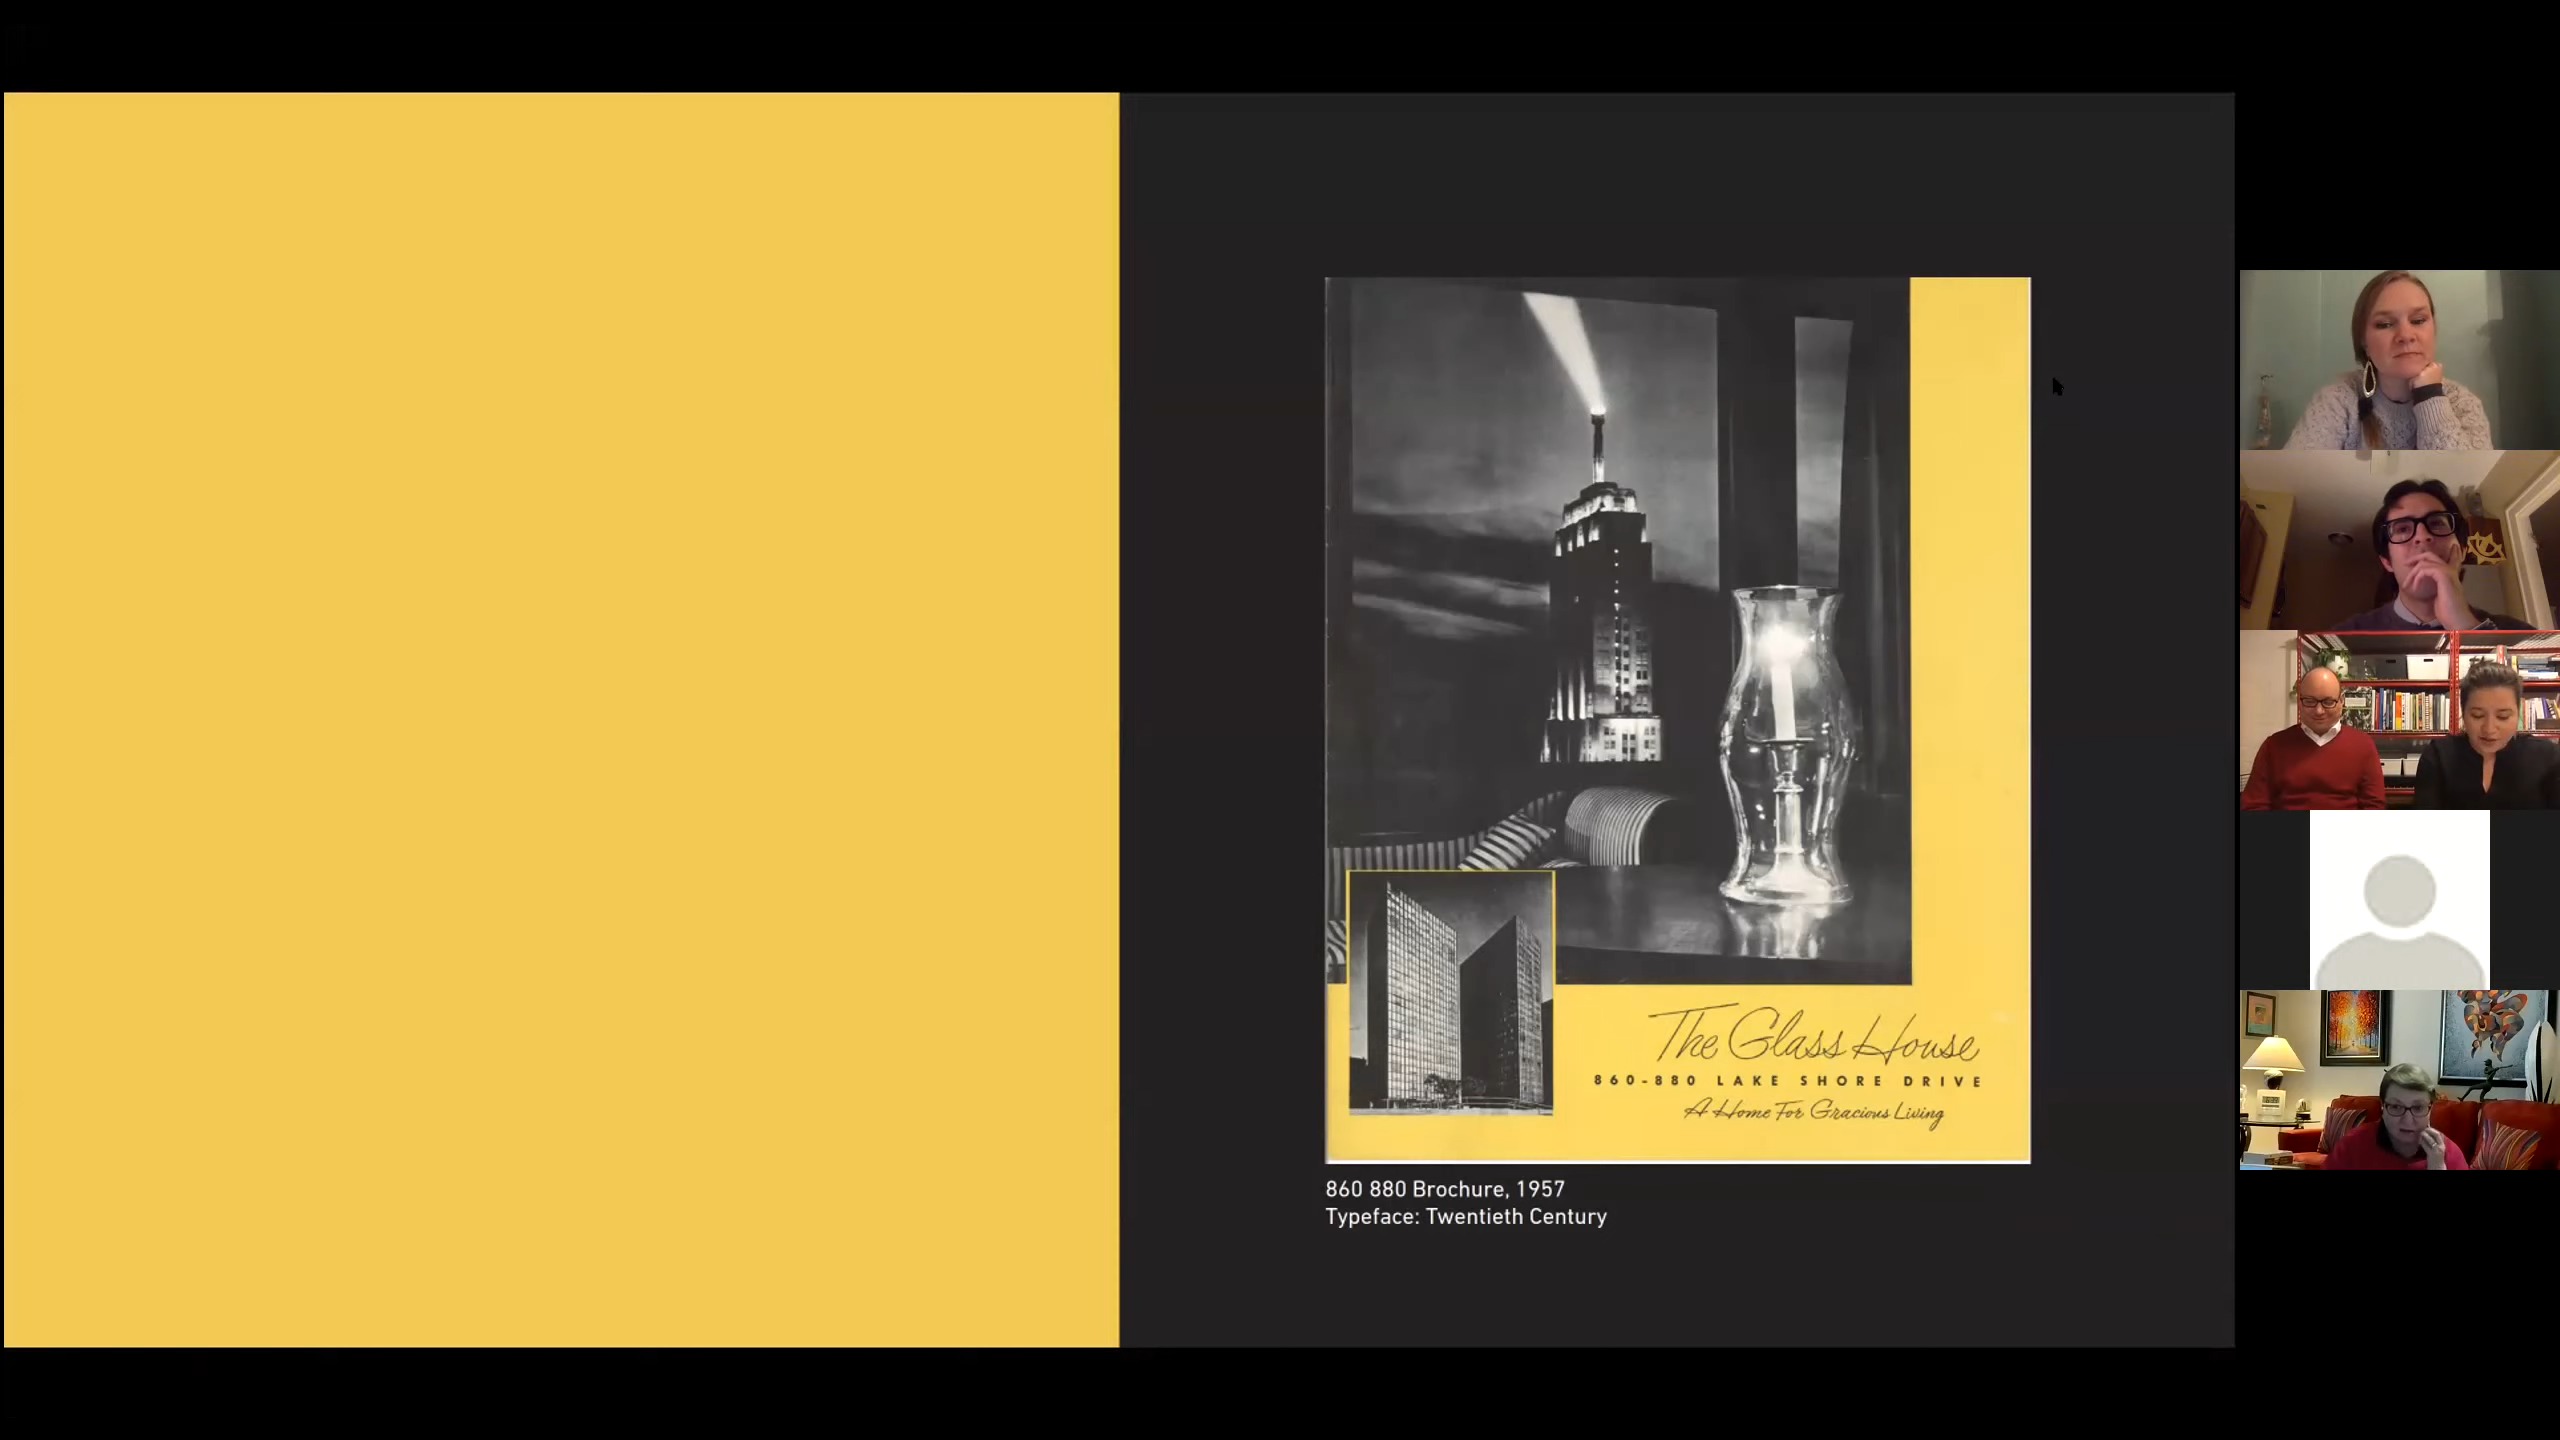 The Glass House
860-880 LAKE SHORE DRIVE
A Home For Gracious Living
860 880 Brochure, 1957
Typeface: Twentieth Century